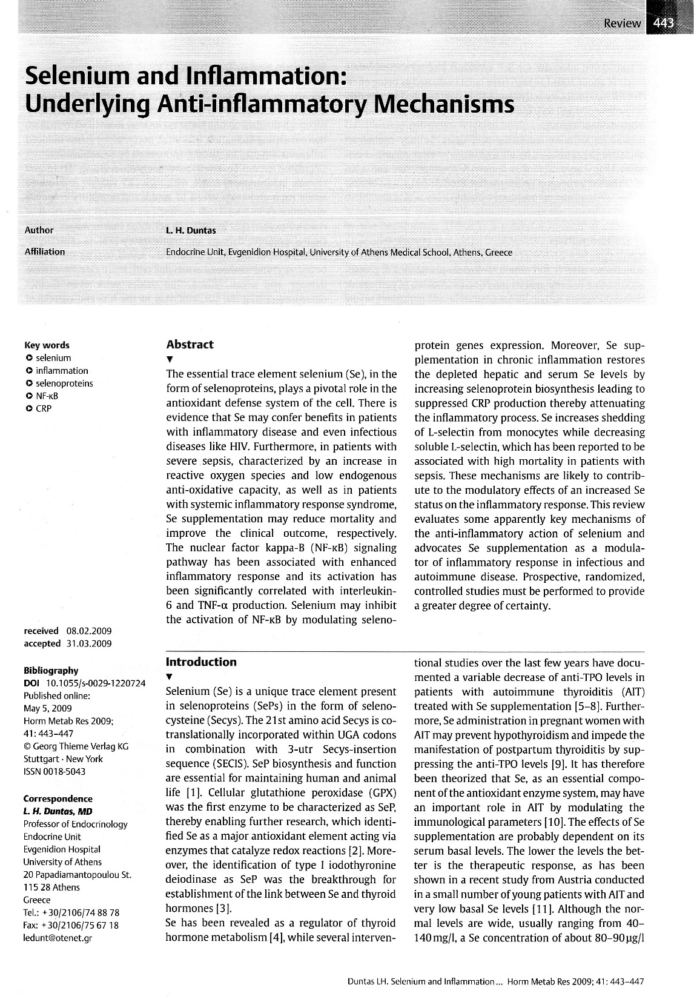 Review 443
Selenium and Inflammation:
Underlying Anti-inflammatory Mechanisms
Author L. H. Duntas
Affiliation Endocrine Unit, Evgenidion Hospital, University of Athens Medical School, Athens, Greece
Key words
selenium
inflammation
selenoproteins
NF-κB
CRP
received 08.02.2009
accepted 31.03.2009
Bibliography
DOI 10.1055/s-0029-1220724
Published online:
May 5, 2009
Horm Metab Res 2009;
41: 443–447
© Georg Thieme Verlag KG
Stuttgart · New York
ISSN 0018-5043
Correspondence
L. H. Duntas, MD
Professor of Endocrinology
Endocrine Unit
Evgenidion Hospital
University of Athens
20 Papadiamantopoulou St.
115 28 Athens
Greece
Tel.: +30/2106/74 88 78
Fax: +30/2106/75 67 18
ledunt@otenet.gr
Abstract
▼
The essential trace element selenium (Se), in the
form of selenoproteins, plays a pivotal role in the
antioxidant defense system of the cell. There is
evidence that Se may confer benefits in patients
with inflammatory disease and even infectious
diseases like HIV. Furthermore, in patients with
severe sepsis, characterized by an increase in
reactive oxygen species and low endogenous
anti-oxidative capacity, as well as in patients
with systemic inflammatory response syndrome,
Se supplementation may reduce mortality and
improve the clinical outcome, respectively.
The nuclear factor kappa-B (NF-κB) signaling
pathway has been associated with enhanced
inflammatory response and its activation has
been significantly correlated with interleukin-
6 and TNF-α production. Selenium may inhibit
the activation of NF-κB by modulating seleno-
protein genes expression. Moreover, Se sup-
plementation in chronic inflammation restores
the depleted hepatic and serum Se levels by
increasing selenoprotein biosynthesis leading to
suppressed CRP production thereby attenuating
the inflammatory process. Se increases shedding
of L-selectin from monocytes while decreasing
soluble L-selectin, which has been reported to be
associated with high mortality in patients with
sepsis. These mechanisms are likely to contrib-
ute to the modulatory effects of an increased Se
status on the inflammatory response. This review
evaluates some apparently key mechanisms of
the anti-inflammatory action of selenium and
advocates Se supplementation as a modula-
tor of inflammatory response in infectious and
autoimmune disease. Prospective, randomized,
controlled studies must be performed to provide
a greater degree of certainty.
Introduction
▼
Selenium (Se) is a unique trace element present
in selenoproteins (SePs) in the form of seleno-
cysteine (Secys). The 21st amino acid Secys is co-
translationally incorporated within UGA codons
in combination with 3-utr Secys-insertion
sequence (SECIS). SeP biosynthesis and function
are essential for maintaining human and animal
life [1]. Cellular glutathione peroxidase (GPX)
was the first enzyme to be characterized as SeP,
thereby enabling further research, which identi-
fied Se as a major antioxidant element acting via
enzymes that catalyze redox reactions [2]. More-
over, the identification of type I iodothyronine
deiodinase as SeP was the breakthrough for
establishment of the link between Se and thyroid
hormones [3].
Se has been revealed as a regulator of thyroid
hormone metabolism [4], while several interven-
tional studies over the last few years have docu-
mented a variable decrease of anti-TPO levels in
patients with autoimmune thyroiditis (AIT)
treated with Se supplementation [5–8]. Further-
more, Se administration in pregnant women with
AIT may prevent hypothyroidism and impede the
manifestation of postpartum thyroiditis by sup-
pressing the anti-TPO levels [9]. It has therefore
been theorized that Se, as an essential compo-
nent of the antioxidant enzyme system, may have
an important role in AIT by modulating the
immunological parameters [10]. The effects of Se
supplementation are probably dependent on its
serum basal levels. The lower the levels the bet-
ter is the therapeutic response, as has been
shown in a recent study from Austria conducted
in a small number of young patients with AIT and
very low basal Se levels [11]. Although the nor-
mal levels are wide, usually ranging from 40–
140 mg/l, a Se concentration of about 80–90 µg/l
Duntas LH. Selenium and Inflammation ... Horm Metab Res 2009; 41: 443–447